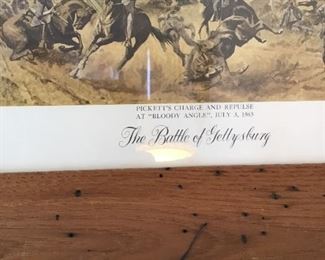 PICKETT'S CHARGE AND REPULSE
AT "BLOODY ANGLE", JULY 3, 1863
The Battle of Gettysburg